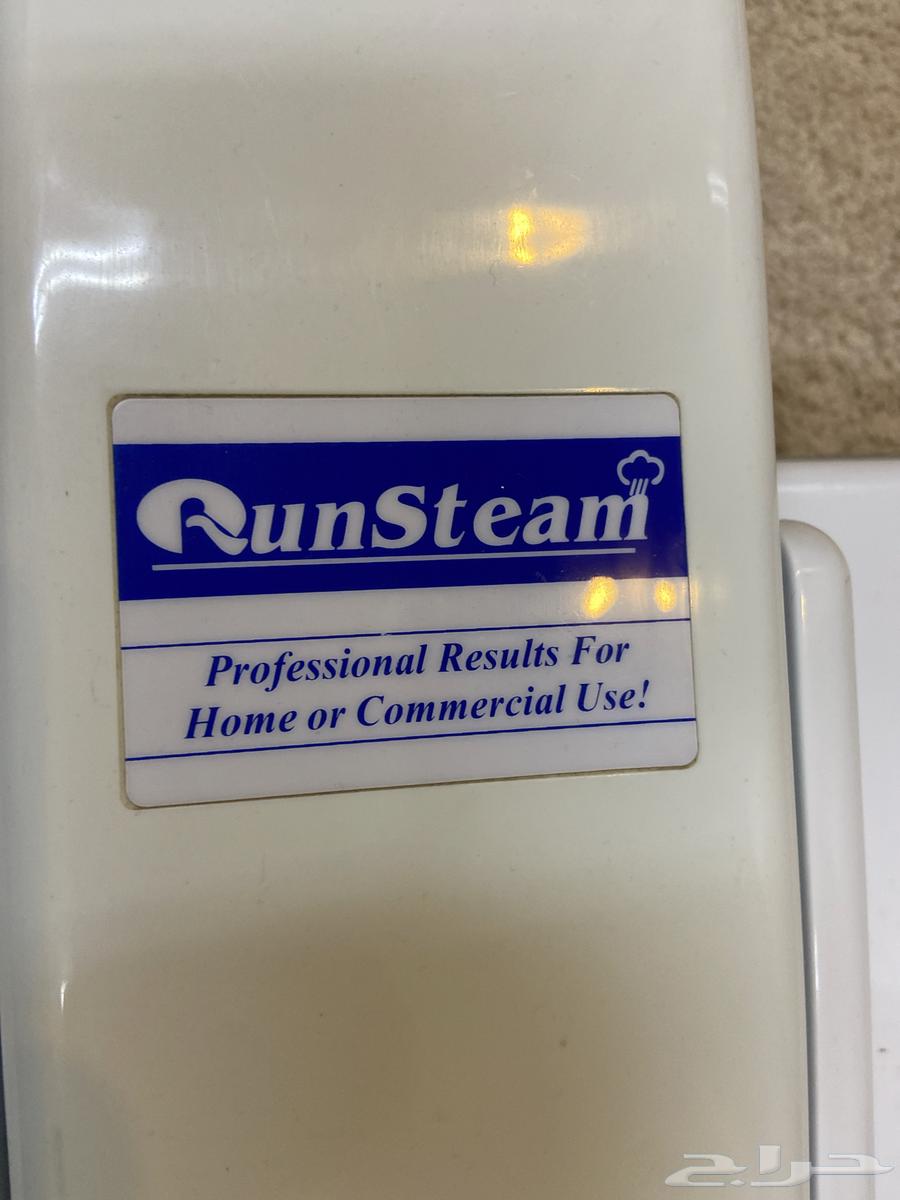 RunSteam
Professional Results For
Home or Commercial Use!
حراج